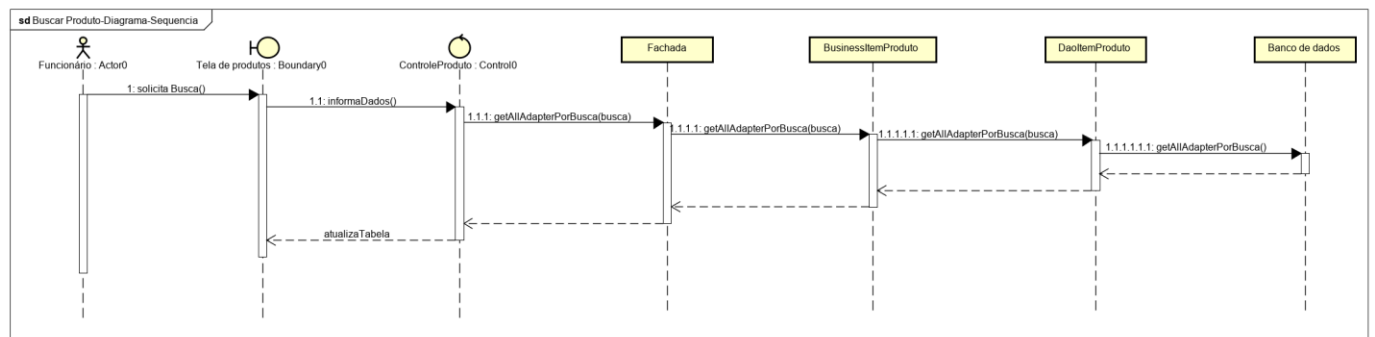 sd Buscar Produto-Diagrama-Sequencia
Funcionário : Actor0
Tela de produtos : Boundary0
ControleProduto : Control0
Fachada
BusinessItemProduto
DaoItemProduto
Banco de dados
1: solicita Busca()
1.1: informaDados()
1.1.1: getAllAdapterPorBusca(busca)
1.1.1.1: getAllAdapterPorBusca(busca)
1.1.1.1.1: getAllAdapterPorBusca(busca)
1.1.1.1.1.1: getAllAdapterPorBusca()
atualizaTabela